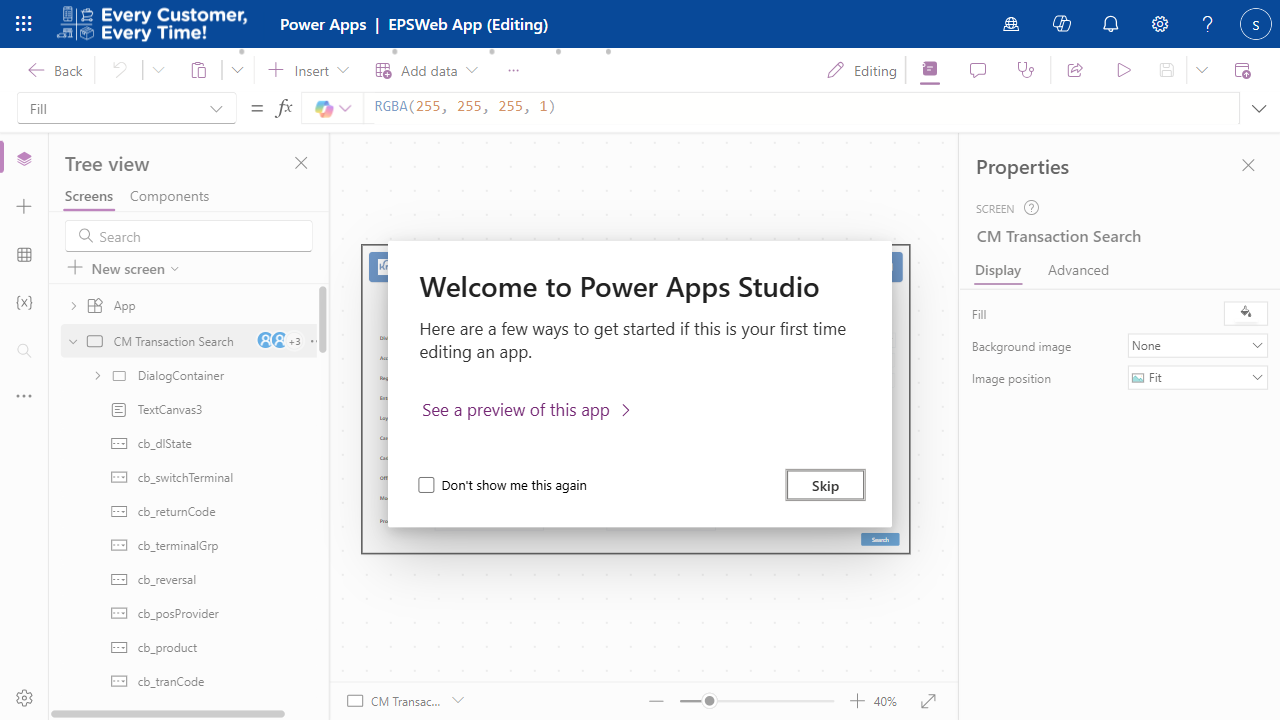 Every Customer,
Every Time!
Power Apps | EPSWeb App (Editing)
S
Back
Insert
Add data
Editing
Fill
= fx
RGBA(255, 255, 255, 1)
Tree view
Screens
Components
Search
New screen
App
CM Transaction Search
+3
DialogContainer
TextCanvas3
cb_dlState
cb_switchTerminal
cb_returnCode
cb_terminalGrp
cb_reversal
cb_posProvider
cb_product
cb_tranCode
Welcome to Power Apps Studio
Here are a few ways to get started if this is your first time
editing an app.
See a preview of this app
Don't show me this again
Skip
Search
CM Transac...
40%
Properties
SCREEN
CM Transaction Search
Display
Advanced
Fill
Background image
None
Image position
Fit